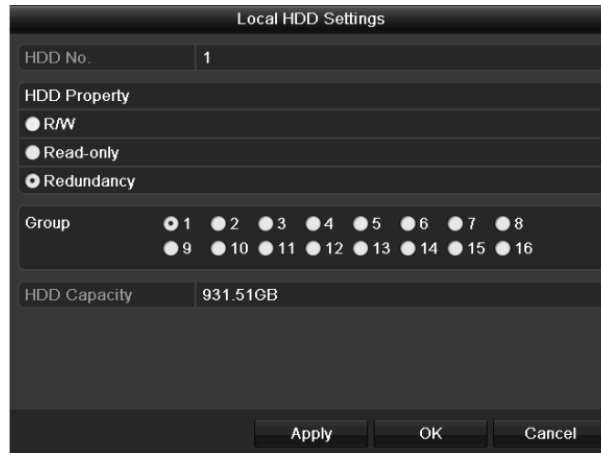 Local HDD Settings
HDD No. 1
HDD Property
R/W
Read-only
Redundancy
Group 1 2 3 4 5 6 7 8
9 10 11 12 13 14 15 16
HDD Capacity 931.51GB
Apply OK Cancel